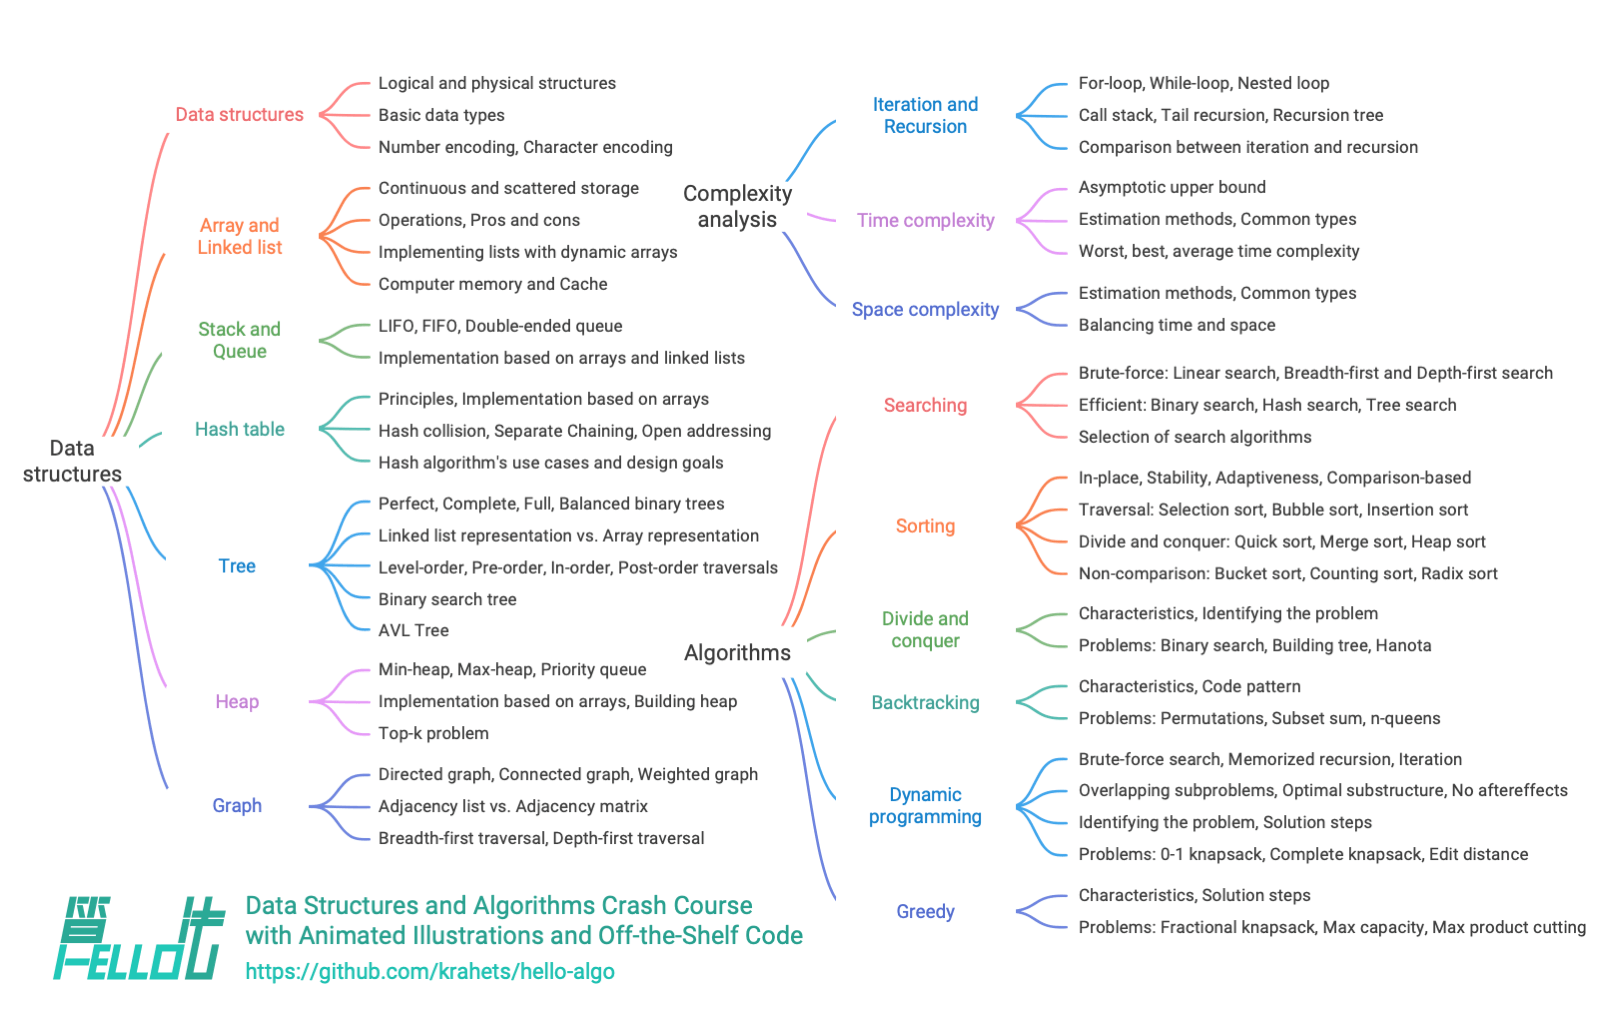 Data
structures
Data structures
Logical and physical structures
Basic data types
Number encoding, Character encoding
Array and
Linked list
Continuous and scattered storage
Operations, Pros and cons
Implementing lists with dynamic arrays
Computer memory and Cache
Stack and
Queue
LIFO, FIFO, Double-ended queue
Implementation based on arrays and linked lists
Hash table
Principles, Implementation based on arrays
Hash collision, Separate Chaining, Open addressing
Hash algorithm's use cases and design goals
Tree
Perfect, Complete, Full, Balanced binary trees
Linked list representation vs. Array representation
Level-order, Pre-order, In-order, Post-order traversals
Binary search tree
AVL Tree
Heap
Min-heap, Max-heap, Priority queue
Implementation based on arrays, Building heap
Top-k problem
Graph
Directed graph, Connected graph, Weighted graph
Adjacency list vs. Adjacency matrix
Breadth-first traversal, Depth-first traversal
Complexity
analysis
Iteration and
Recursion
For-loop, While-loop, Nested loop
Call stack, Tail recursion, Recursion tree
Comparison between iteration and recursion
Time complexity
Asymptotic upper bound
Estimation methods, Common types
Worst, best, average time complexity
Space complexity
Estimation methods, Common types
Balancing time and space
Algorithms
Searching
Brute-force: Linear search, Breadth-first and Depth-first search
Efficient: Binary search, Hash search, Tree search
Selection of search algorithms
Sorting
In-place, Stability, Adaptiveness, Comparison-based
Traversal: Selection sort, Bubble sort, Insertion sort
Divide and conquer: Quick sort, Merge sort, Heap sort
Non-comparison: Bucket sort, Counting sort, Radix sort
Divide and
conquer
Characteristics, Identifying the problem
Problems: Binary search, Building tree, Hanota
Backtracking
Characteristics, Code pattern
Problems: Permutations, Subset sum, n-queens
Dynamic
programming
Brute-force search, Memorized recursion, Iteration
Overlapping subproblems, Optimal substructure, No aftereffects
Identifying the problem, Solution steps
Problems: 0-1 knapsack, Complete knapsack, Edit distance
Greedy
Characteristics, Solution steps
Problems: Fractional knapsack, Max capacity, Max product cutting
Data Structures and Algorithms Crash Course
with Animated Illustrations and Off-the-Shelf Code
https://github.com/krahets/hello-algo